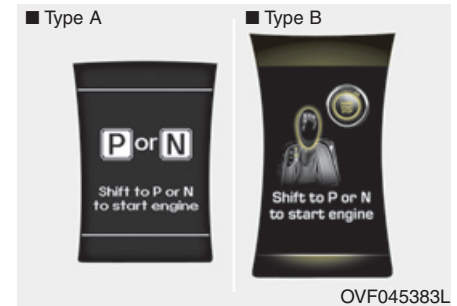 ■ Type A
■ Type B
P or N
Shift to P or N
to start engine
Shift to P or N
to start engine
OVF045383L